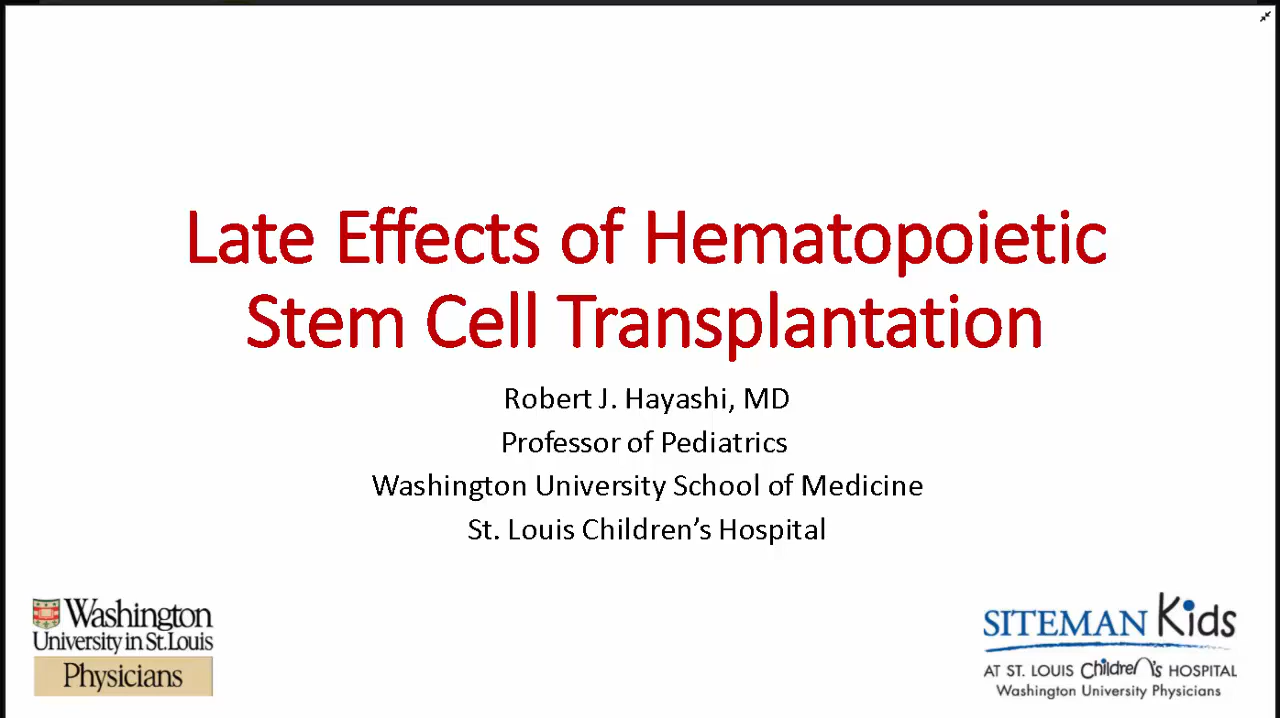 Late Effects of Hematopoietic
Stem Cell Transplantation
Robert J. Hayashi, MD
Professor of Pediatrics
Washington University School of Medicine
St. Louis Children’s Hospital
Washington
University in St. Louis
Physicians
SITEMAN Kids
AT ST. LOUIS Children's HOSPITAL
Washington University Physicians